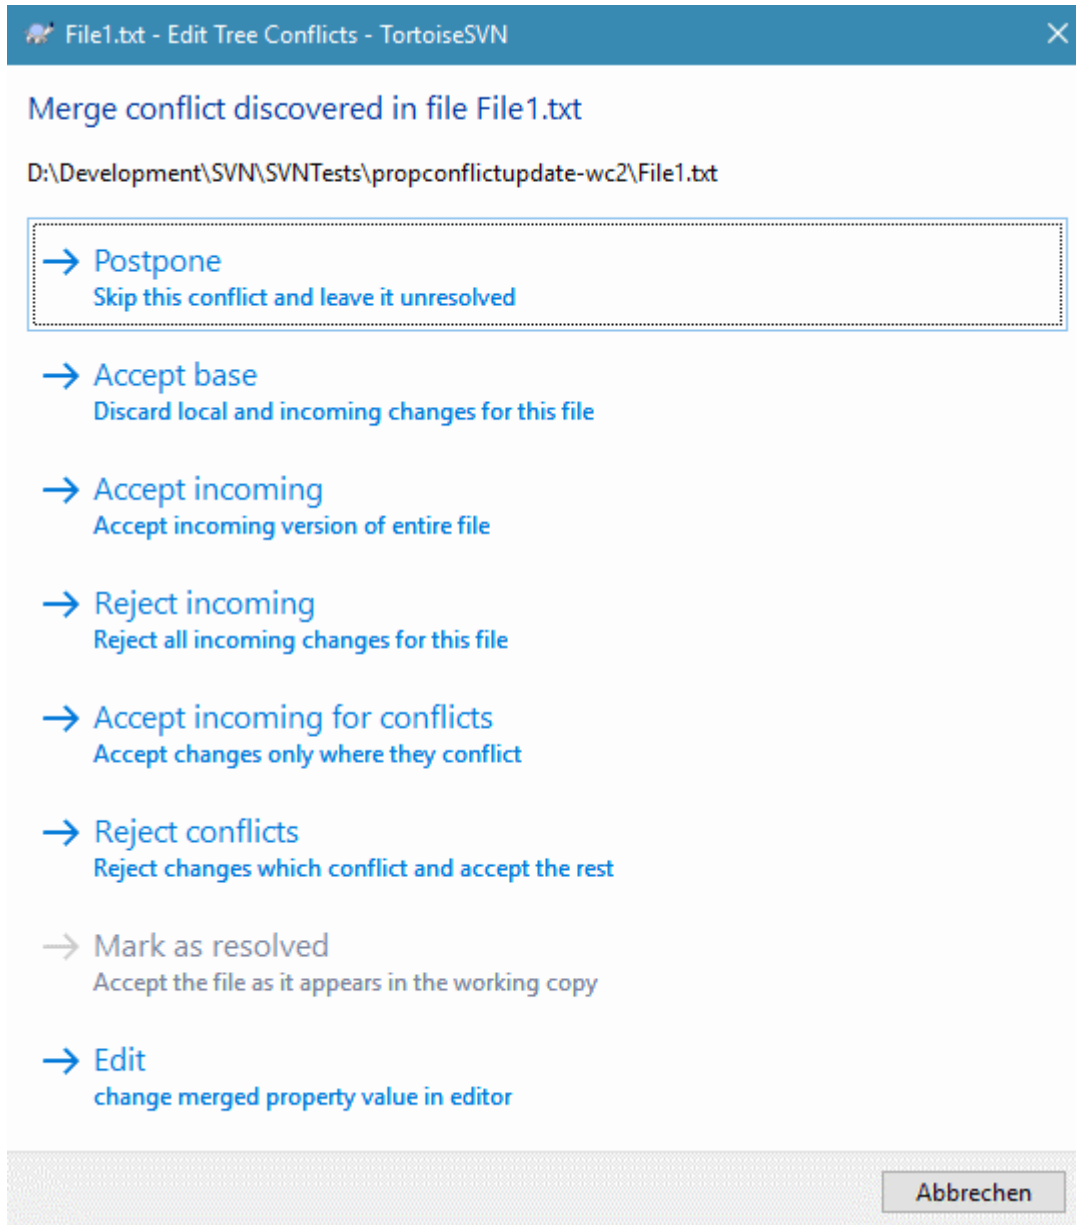 File1.txt - Edit Tree Conflicts - TortoiseSVN
Merge conflict discovered in file File1.txt
D:\Development\SVN\SVNTests\propconflictupdate-wc2\File1.txt
Postpone
Skip this conflict and leave it unresolved
Accept base
Discard local and incoming changes for this file
Accept incoming
Accept incoming version of entire file
Reject incoming
Reject all incoming changes for this file
Accept incoming for conflicts
Accept changes only where they conflict
Reject conflicts
Reject changes which conflict and accept the rest
Mark as resolved
Accept the file as it appears in the working copy
Edit
change merged property value in editor
Abbrechen